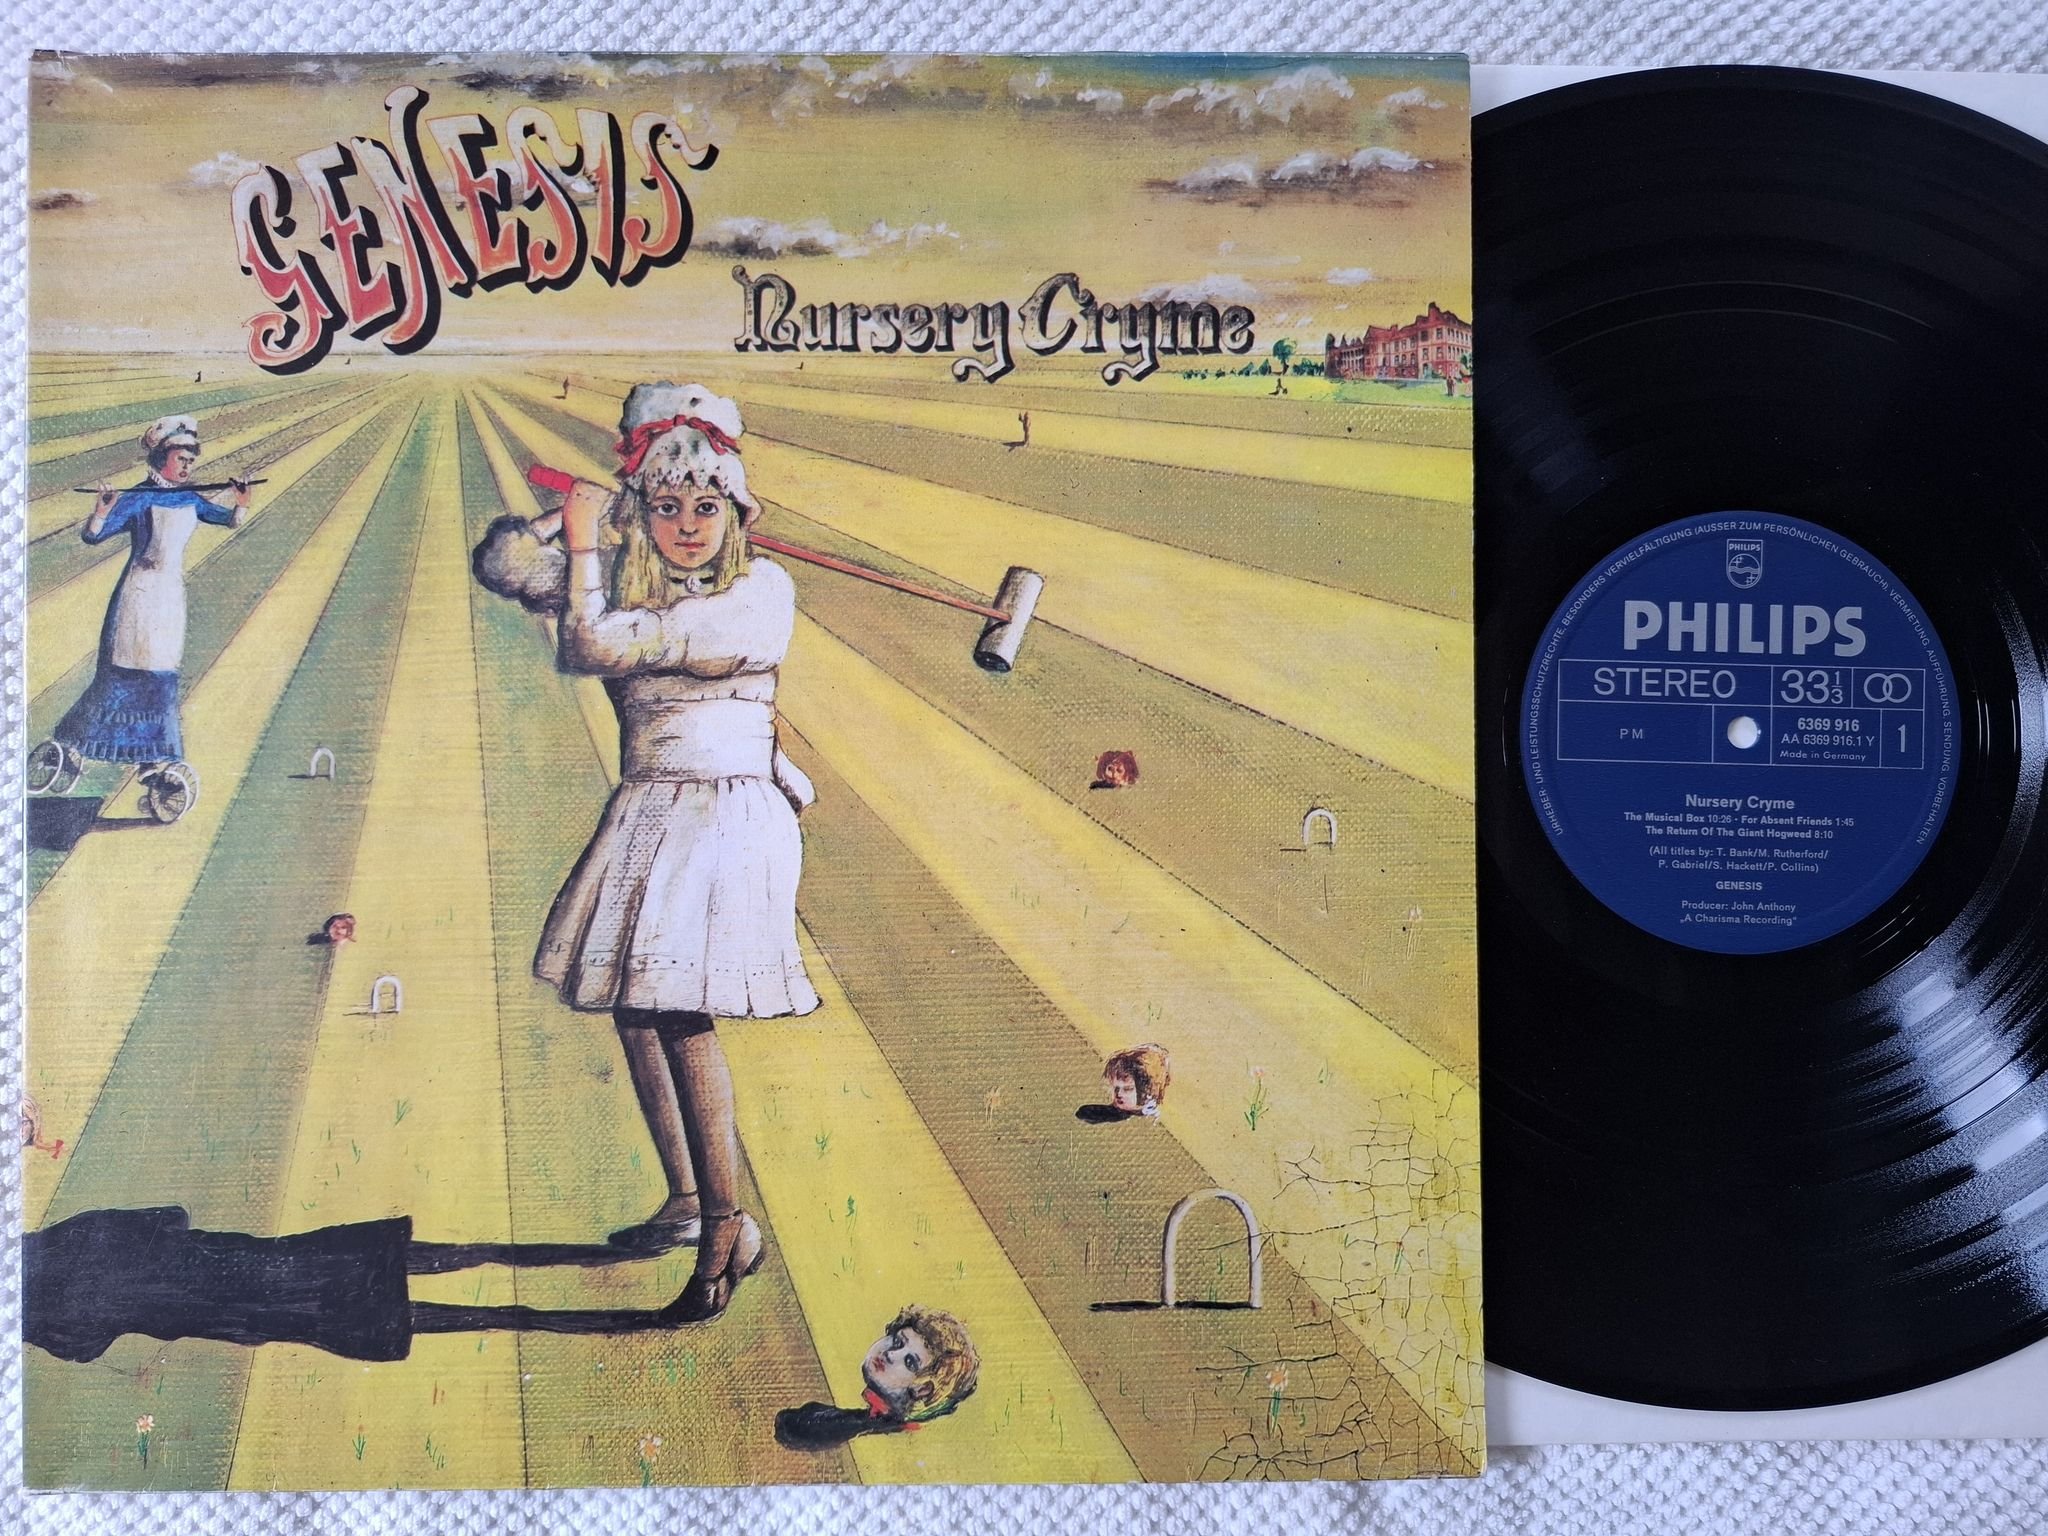 GENESIS
Nursery Cryme
URHEBER- UND LEISTUNGSSCHUTZRECHTE, BESONDERS VERVIELFÄLTIGUNG (AUSSER ZUM PERSÖNLICHEN GEBRAUCH), VERMIETUNG, AUFFÜHRUNG, SENDUNG, VORBEHALTEN
PHILIPS
PHILIPS
STEREO 33 1/3
PM
6369 916
AA 6369 916.1 Y
Made in Germany
1
Nursery Cryme
The Musical Box 10:26 · For Absent Friends 1:45
The Return Of The Giant Hogweed 8:10
(All titles by: T. Bank/M. Rutherford/
P. Gabriel/S. Hackett/P. Collins)
GENESIS
Producer: John Anthony
„A Charisma Recording"